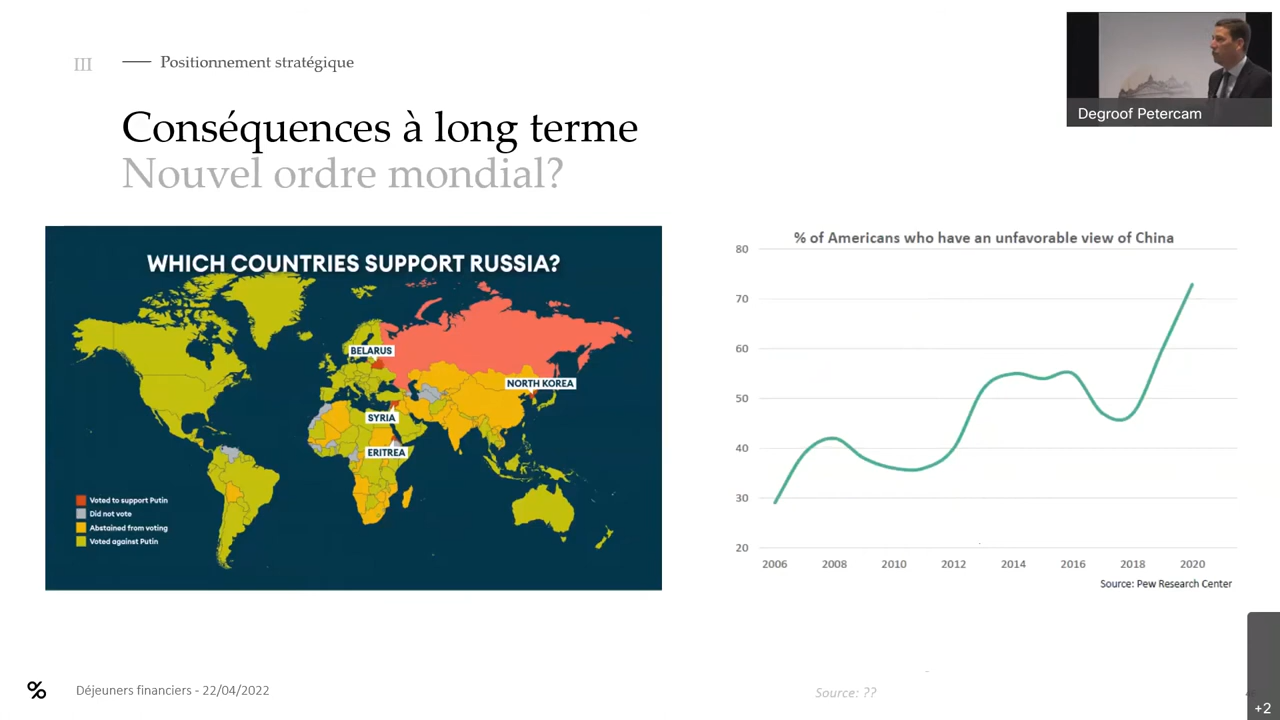 III
Positionnement stratégique
Conséquences à long terme
Nouvel ordre mondial?
Degroof Petercam
WHICH COUNTRIES SUPPORT RUSSIA?
BELARUS
NORTH KOREA
SYRIA
ERITREA
Voted to support Putin
Did not vote
Abstained from voting
Voted against Putin
% of Americans who have an unfavorable view of China
80
70
60
50
40
30
20
2006 2008 2010 2012 2014 2016 2018 2020
Source: Pew Research Center
%
Déjeuners financiers - 22/04/2022
Source: ??
+2